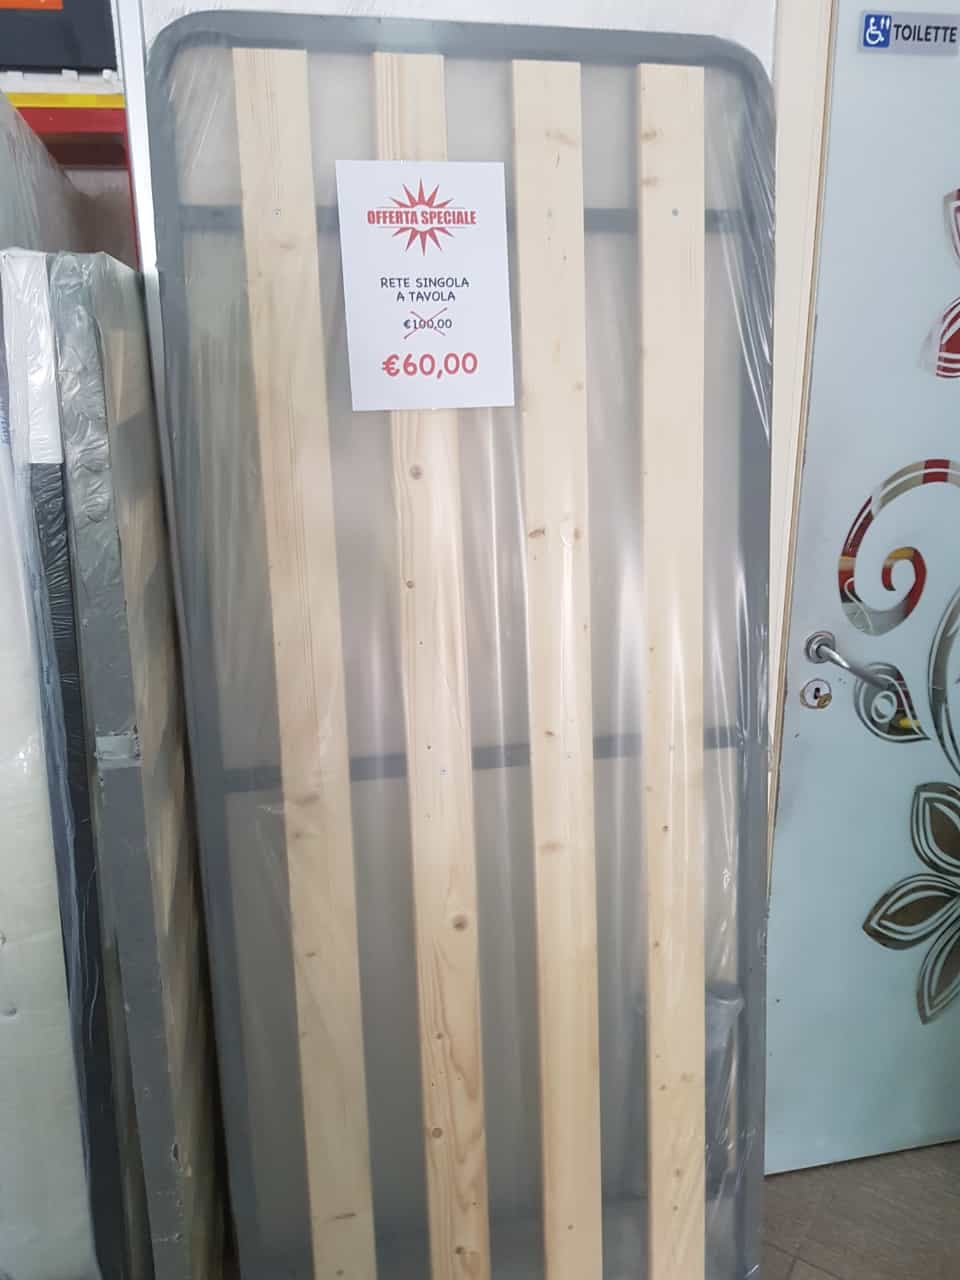 TOILETTE
OFFERTA SPECIALE
RETE SINGOLA
A TAVOLA
€100,00
€60,00